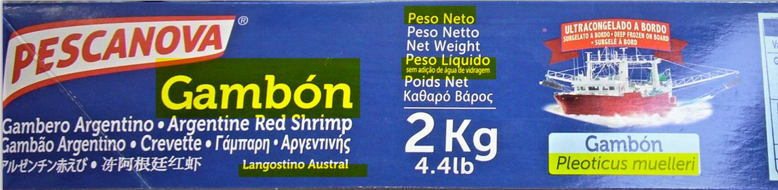 PESCANOVA®
Gambón
Gambero Argentino • Argentine Red Shrimp
Gambão Argentino • Crevette • Γάμπαρη • Αργεντινής
アルゼンチン赤えび • 冻阿根廷红虾
Langostino Austral
Peso Neto
Peso Netto
Net Weight
Peso Líquido
sem adição de água de vidragem
Poids Net
Καθαρό Βάρος
2 Kg
4.4lb
ULTRACONGELADO A BORDO
SURGELATO A BORDO • DEEP FROZEN ON BOARD
• SURGELÉ À BORD
Gambón
Pleoticus muelleri